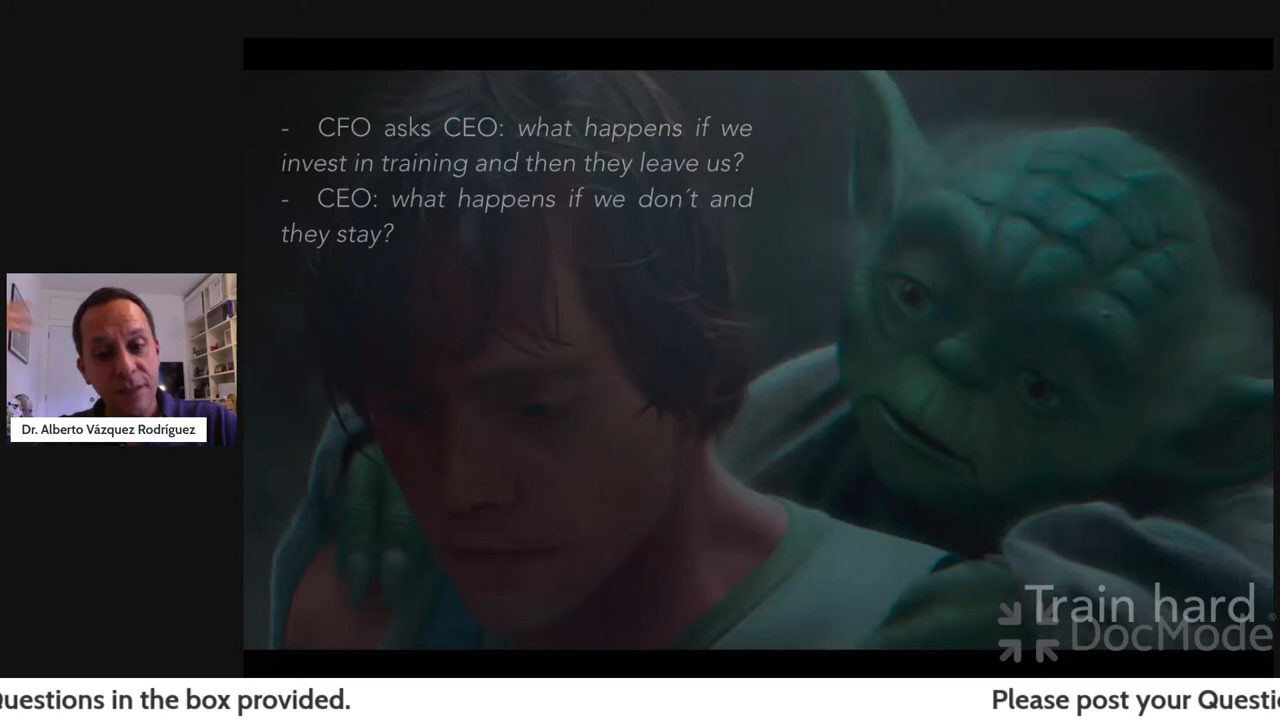 - CFO asks CEO: what happens if we
invest in training and then they leave us?
- CEO: what happens if we don´t and
they stay?
Dr. Alberto Vázquez Rodríguez
Train hard
DocMode®
uestions in the box provided.
Please post your Questi